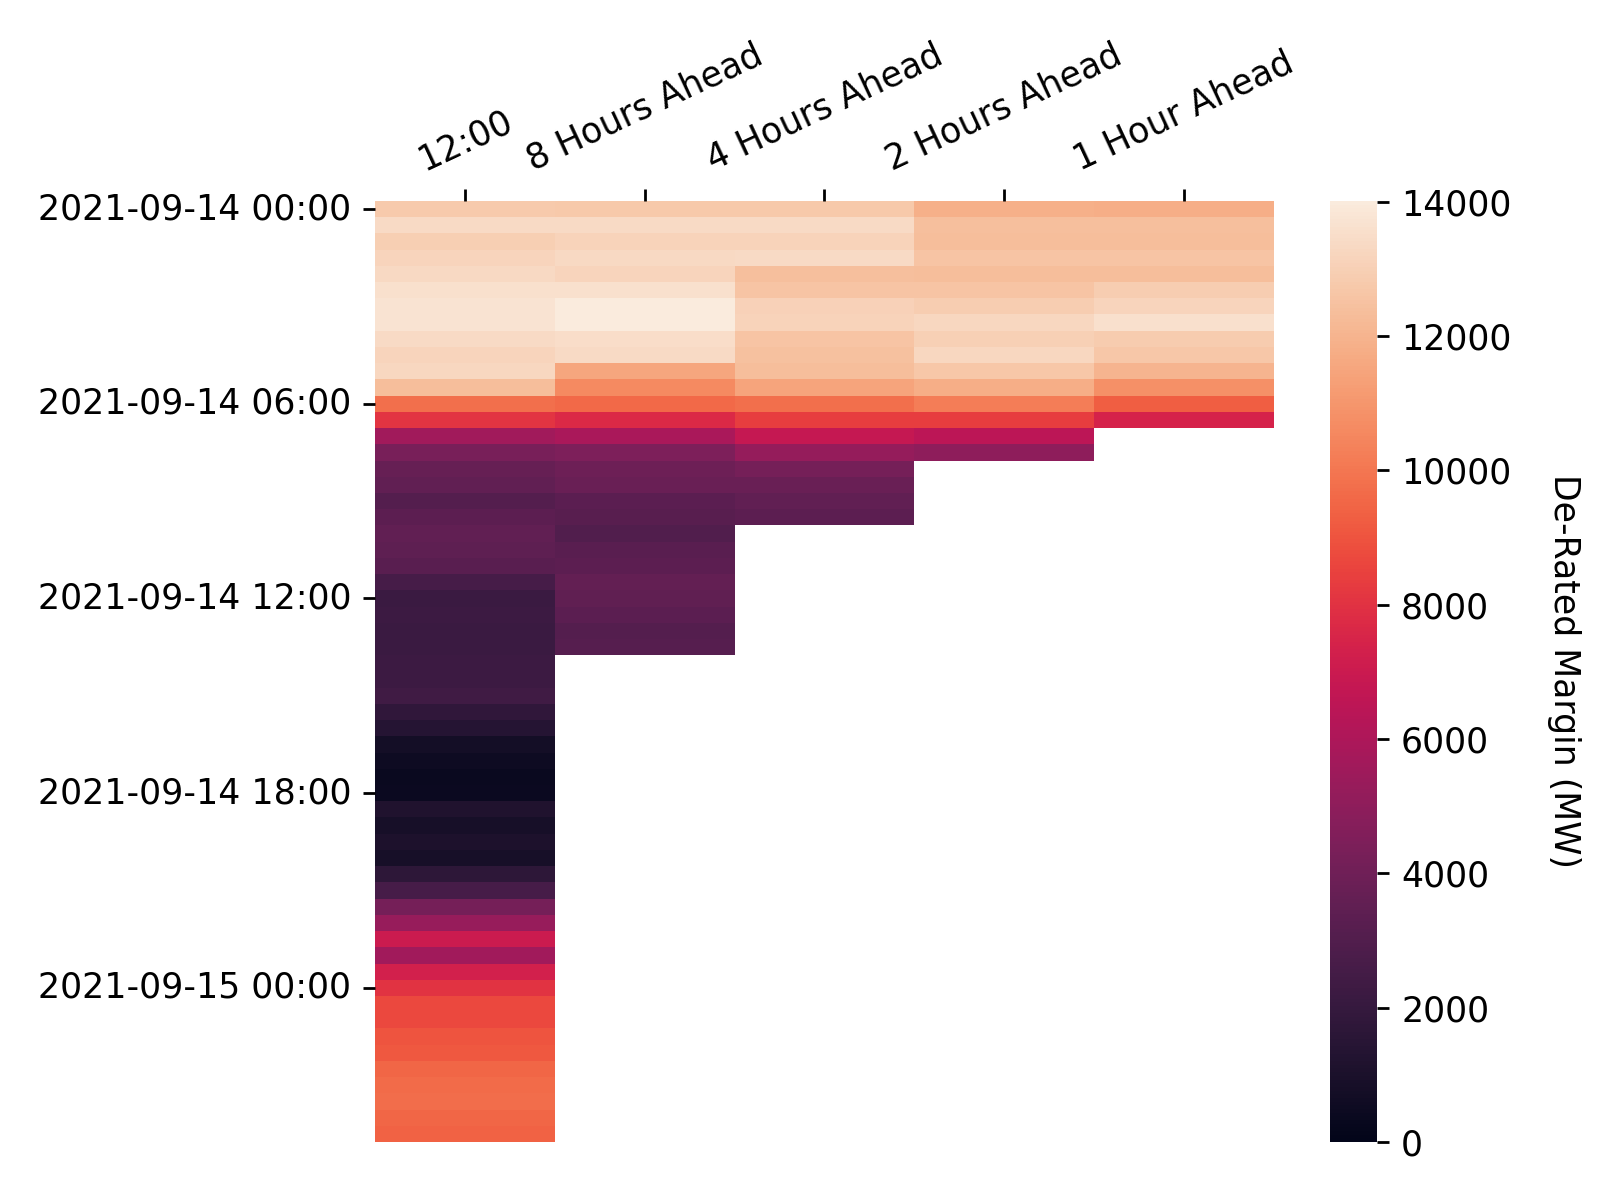 12:00
8 Hours Ahead
4 Hours Ahead
2 Hours Ahead
1 Hour Ahead
2021-09-14 00:00
2021-09-14 06:00
2021-09-14 12:00
2021-09-14 18:00
2021-09-15 00:00
14000
12000
10000
8000
6000
4000
2000
0
De-Rated Margin (MW)